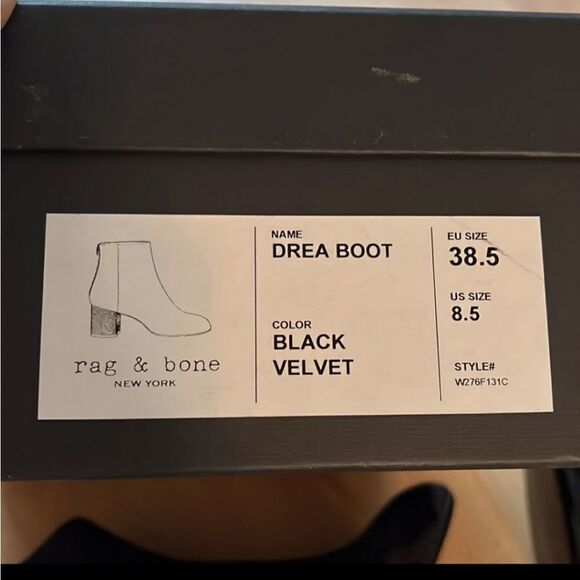 rag & bone
NEW YORK
NAME
DREA BOOT
COLOR
BLACK
VELVET
EU SIZE
38.5
US SIZE
8.5
STYLE#
W276F131C